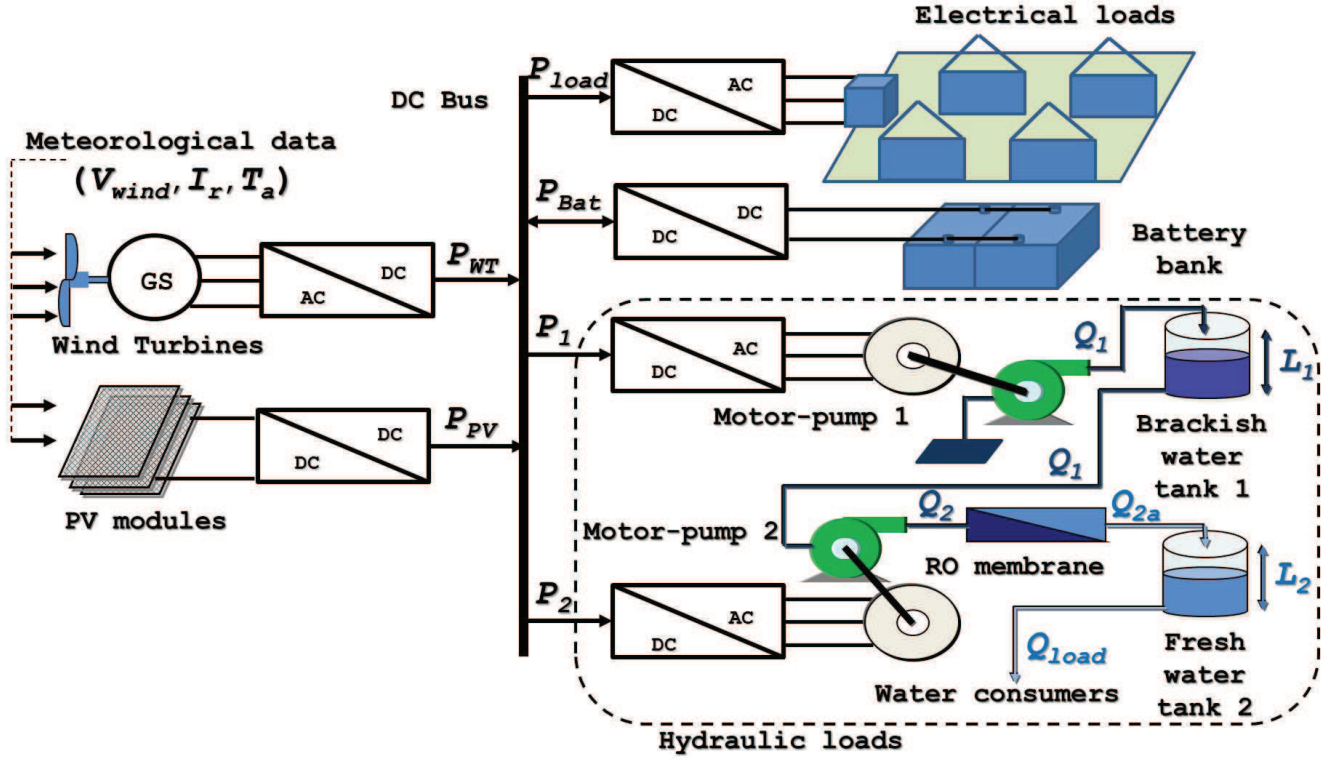 Electrical loads
P_load
AC
DC
DC Bus
Meteorological data
(V_wind, I_r, T_a)
P_Bat
DC
DC
Battery
bank
GS
DC
AC
P_WT
Wind Turbines
P_1
AC
DC
Motor-pump 1
Q_1
L_1
Brackish
water
tank 1
Q_1
DC
DC
P_PV
PV modules
Motor-pump 2
Q_2
RO membrane
Q_2a
L_2
P_2
AC
DC
Q_load
Water consumers
Fresh
water
tank 2
Hydraulic loads